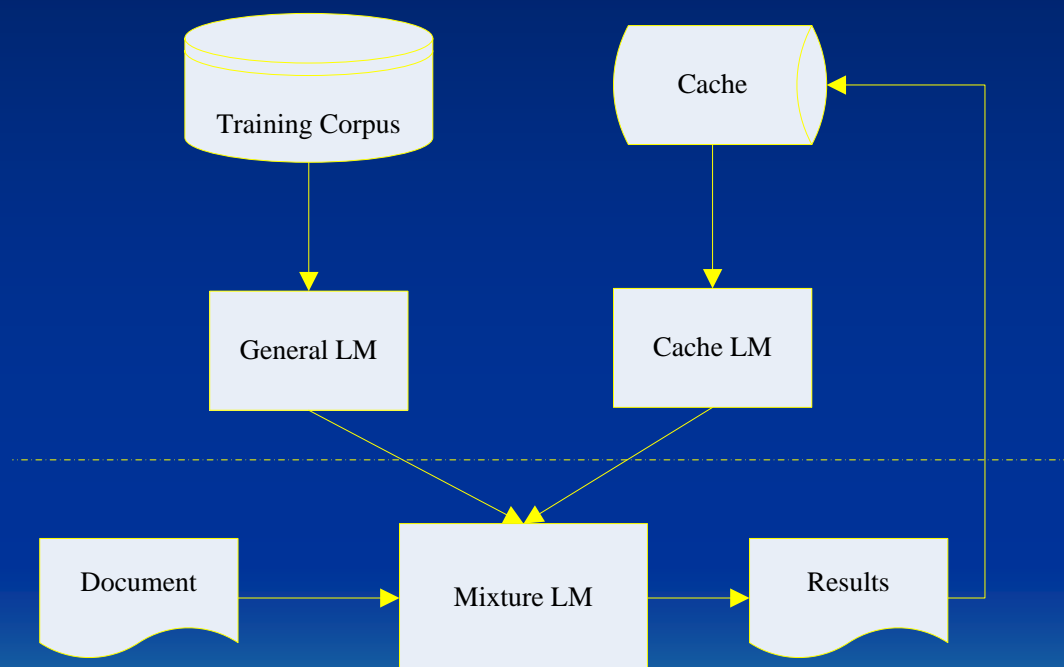 Training Corpus
Cache
General LM
Cache LM
Document
Mixture LM
Results